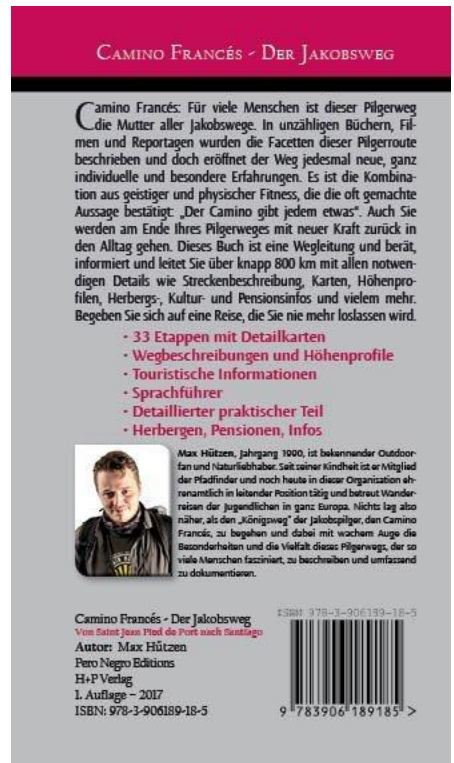 CAMINO FRANCÉS - DER JAKOBSWEG
Camino Francés: Für viele Menschen ist dieser Pilgerweg
die Mutter aller Jakobswege. In unzähligen Büchern, Fil-
men und Reportagen wurden die Facetten dieser Pilgerroute
beschrieben und doch eröffnet der Weg jedesmal neue, ganz
individuelle und besondere Erfahrungen. Es ist die Kombina-
tion aus geistiger und physischer Fitness, die die oft gemachte
Aussage bestätigt: „Der Camino gibt jedem etwas“. Auch Sie
werden am Ende Ihres Pilgerweges mit neuer Kraft zurück in
den Alltag gehen. Dieses Buch ist eine Wegleitung und berät,
informiert und leitet Sie über knapp 800 km mit allen notwen-
digen Details wie Streckenbeschreibung, Karten, Höhenpro-
filen, Herbergs-, Kultur- und Pensionsinfos und vielem mehr.
Begeben Sie sich auf eine Reise, die Sie nie mehr loslassen wird.
• 33 Etappen mit Detailkarten
• Wegbeschreibungen und Höhenprofile
• Touristische Informationen
• Sprachführer
• Detaillierter praktischer Teil
• Herbergen, Pensionen, Infos
Max Hützen, Jahrgang 1990, ist bekennender Outdoor-
fan und Naturliebhaber. Seit seiner Kindheit ist er Mitglied
der Pfadfinder und noch heute in dieser Organisation eh-
renamtlich in leitender Position tätig und betreut Wander-
reisen der Jugendlichen in ganz Europa. Nichts lag also
näher, als den „Königsweg“ der Jakobspilger, den Camino
Francés, zu begehen und dabei mit wachem Auge die
Besonderheiten und die Vielfalt dieses Pilgerwegs, der so
viele Menschen fasziniert, zu beschreiben und umfassend
zu dokumentieren.
Camino Francés - Der Jakobsweg
Von Saint Jean Pied de Port nach Santiago
Autor: Max Hützen
Pero Negro Editions
H+P Verlag
1. Auflage – 2017
ISBN: 978-3-906189-18-5
ISBN 978-3-906189-18-5
9 783906 189185 >